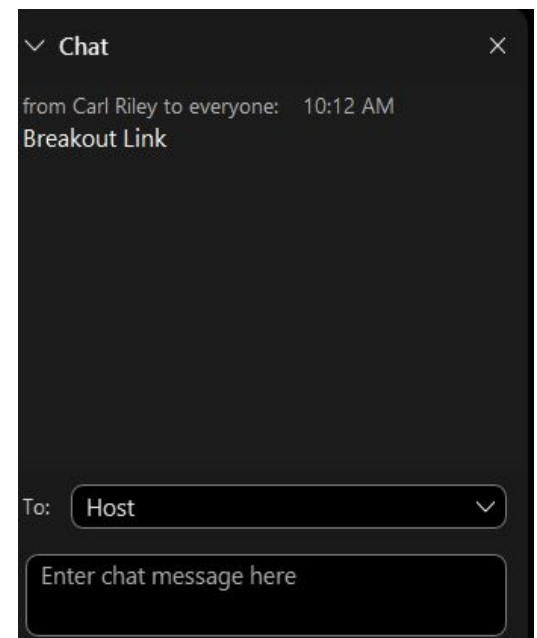 Chat
from Carl Riley to everyone: 10:12 AM
Breakout Link
To: Host
Enter chat message here